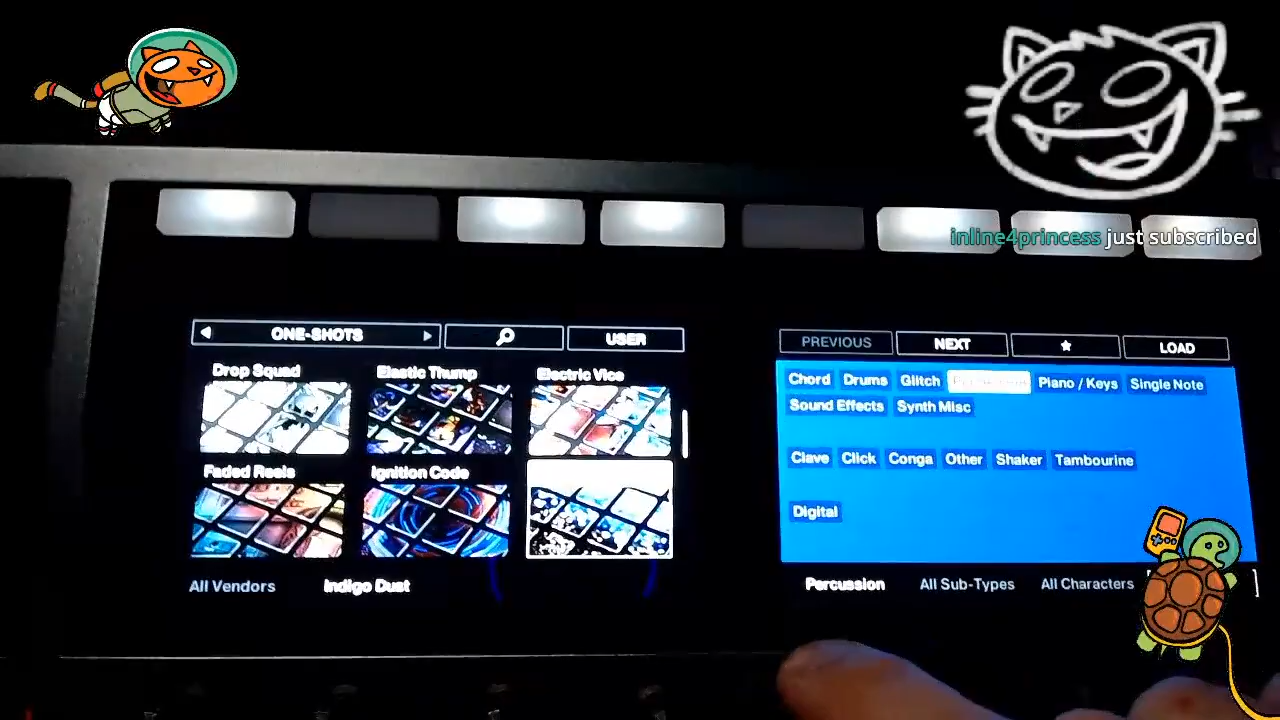 inline4princess just subscribed
ONE-SHOTS
USER
Drop Squad
Elastic Thump
Electric Vice
Faded Reels
Ignition Code
All Vendors
Indigo Dust
PREVIOUS
NEXT
LOAD
Chord Drums Glitch Piano / Keys Single Note
Sound Effects Synth Misc
Clave Click Conga Other Shaker Tambourine
Digital
Percussion
All Sub-Types
All Characters